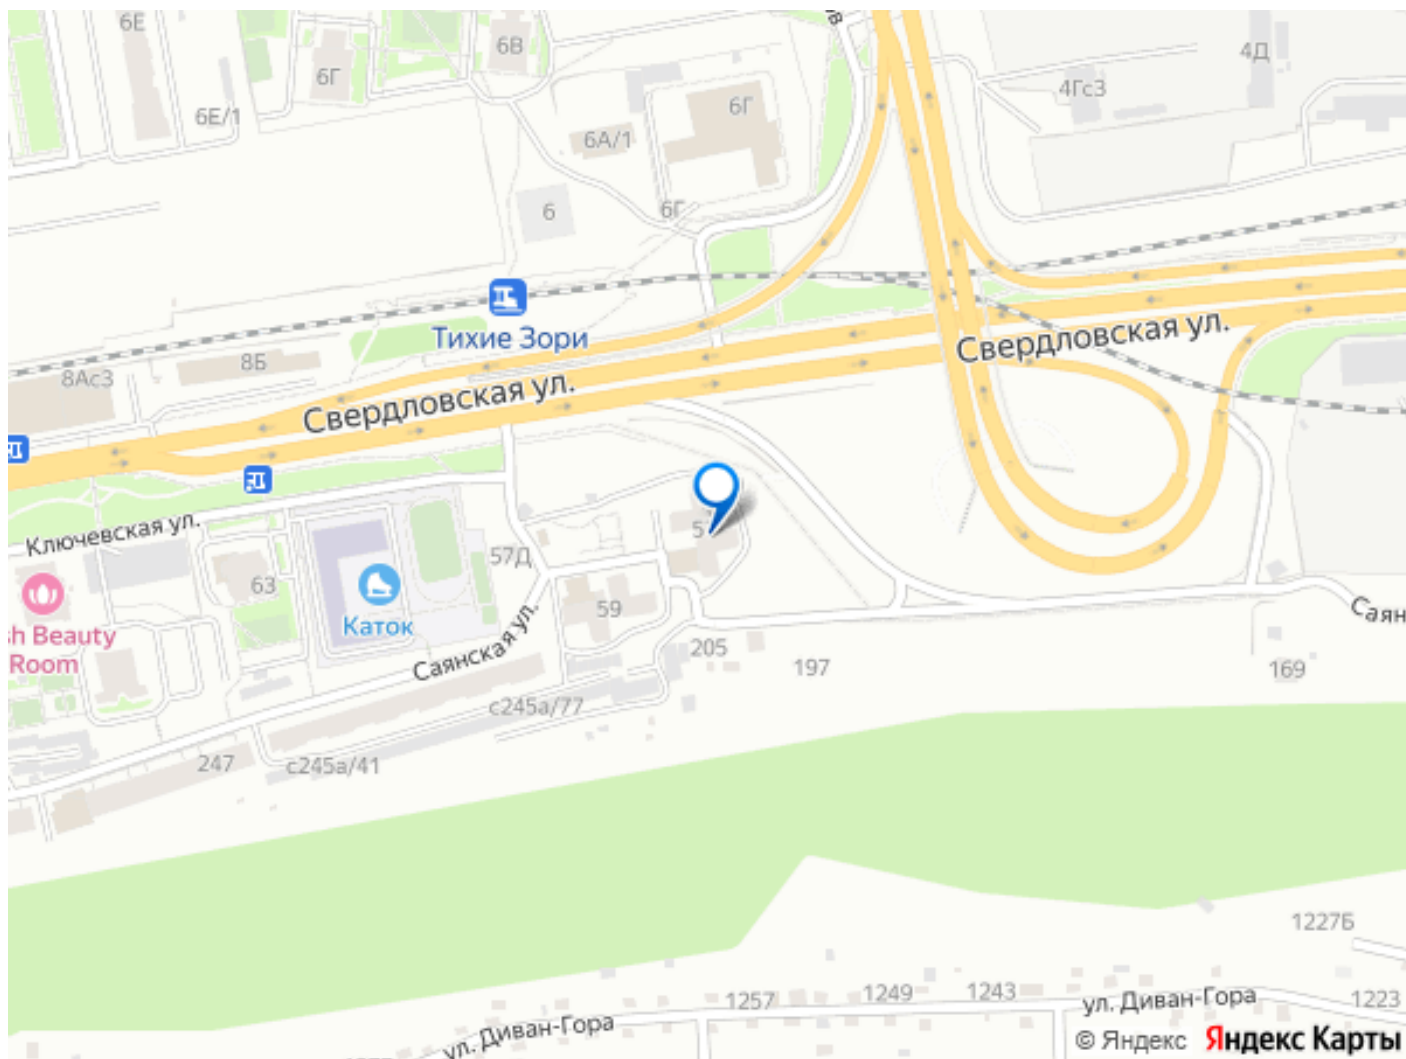 6Е
6В
4Д
6Г
4Гс3
6Г
6Е/1
6А/1
6
6Г
Тихие Зори
Свердловская ул.
8Б
8Ас3
Свердловская ул.
Ключевская ул.
57Д
63
59
Каток
sh Beauty
Room
Саянская ул.
205
197
169
Саян
с245а/77
247
с245а/41
1227Б
1257
1249
1243
ул. Диван-Гора
1223
ул. Диван-Гора
© Яндекс Яндекс Карты